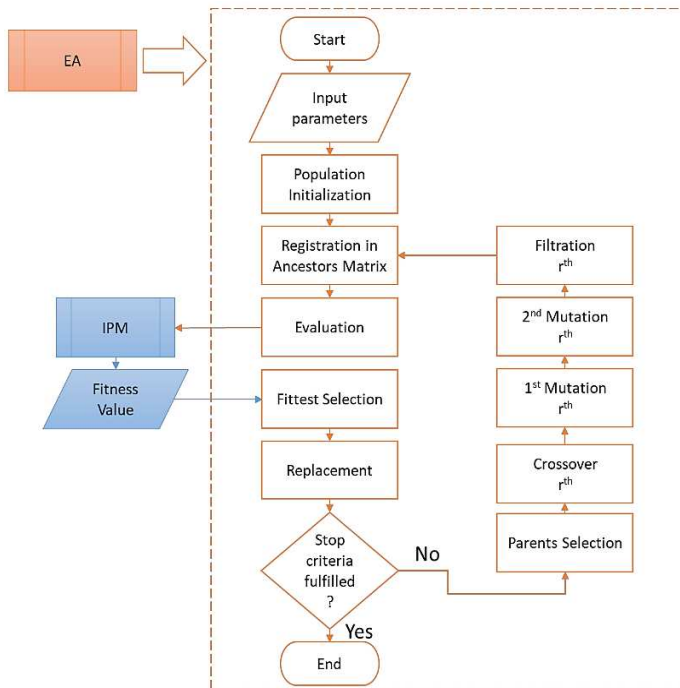 EA
Start
Input
parameters
Population
Initialization
Registration in
Ancestors Matrix
Evaluation
IPM
Fitness
Value
Fittest Selection
Replacement
Stop
criteria
fulfilled
?
Yes
End
No
Parents Selection
Crossover
rth
1st Mutation
rth
2nd Mutation
rth
Filtration
rth